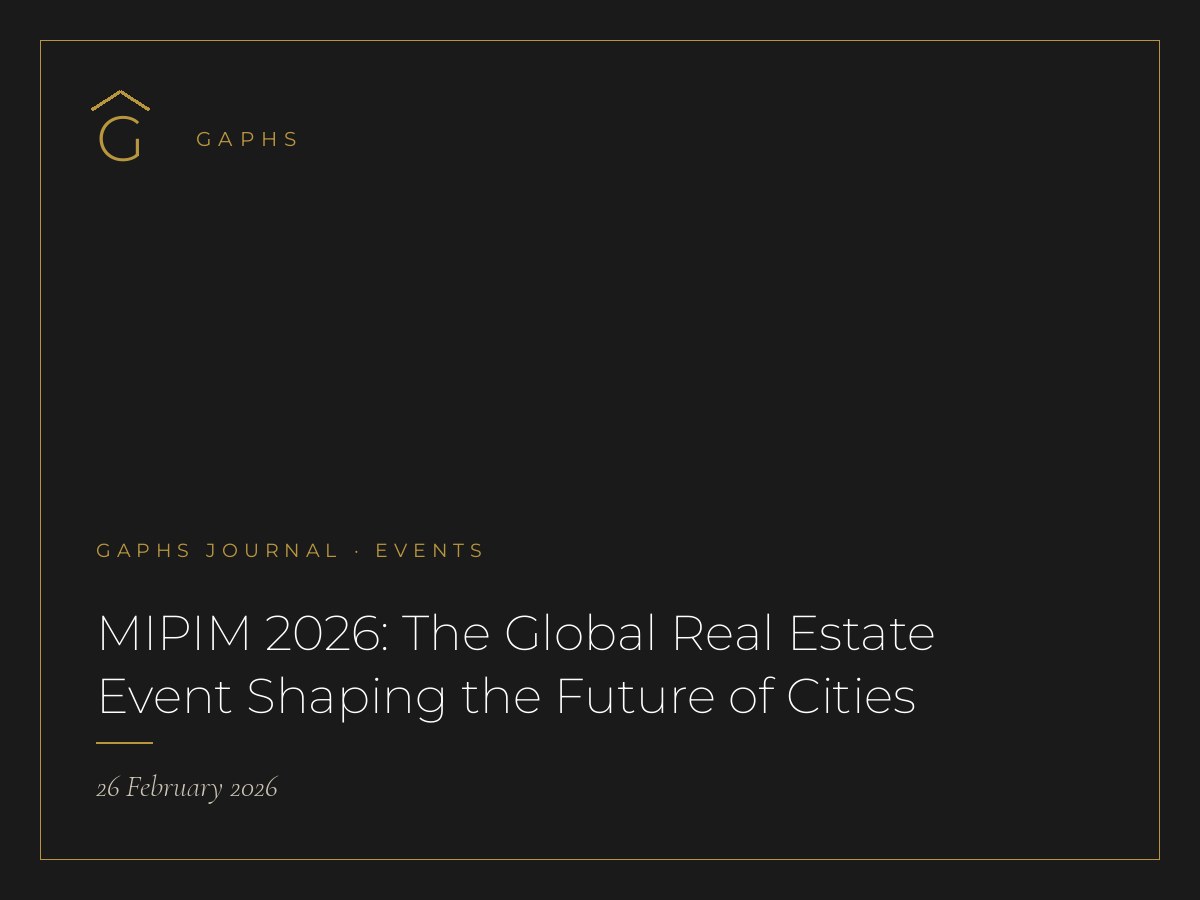 G
GAPHS
GAPHS JOURNAL · EVENTS
MIPIM 2026: The Global Real Estate
Event Shaping the Future of Cities
26 February 2026